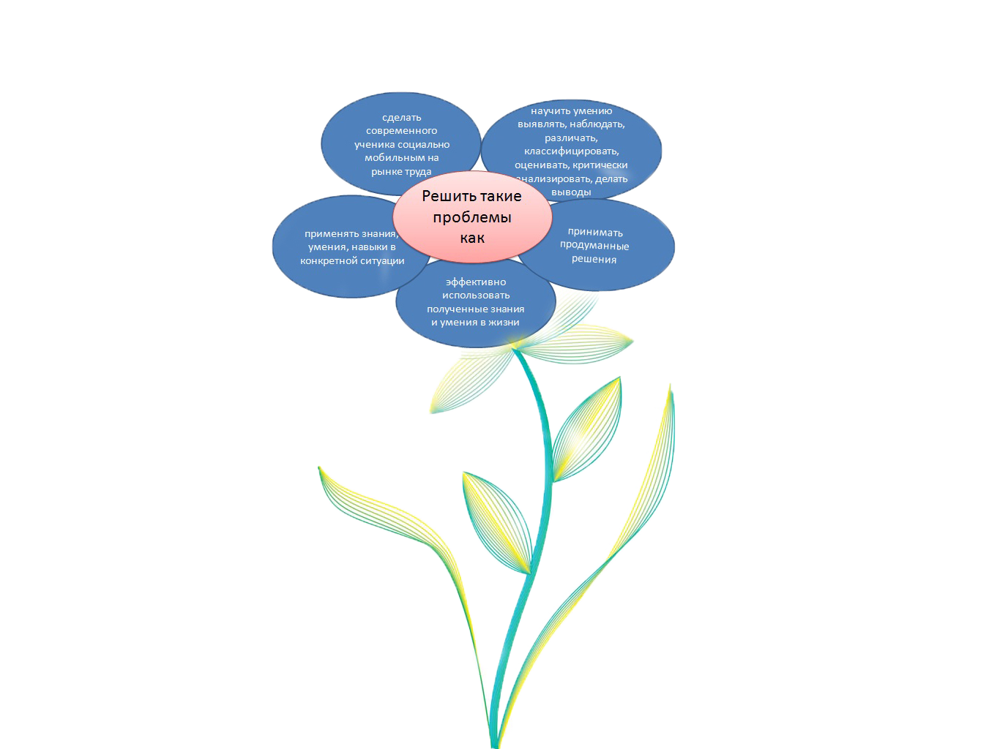 сделать
современного
ученика социально
мобильным на
рынке труда
научить умению
выявлять, наблюдать,
различать,
классифицировать,
оценивать, критически
анализировать, делать
выводы
Решить такие
проблемы
как
применять знания,
умения, навыки в
конкретной ситуации
принимать
продуманные
решения
эффективно
использовать
полученные знания
и умения в жизни